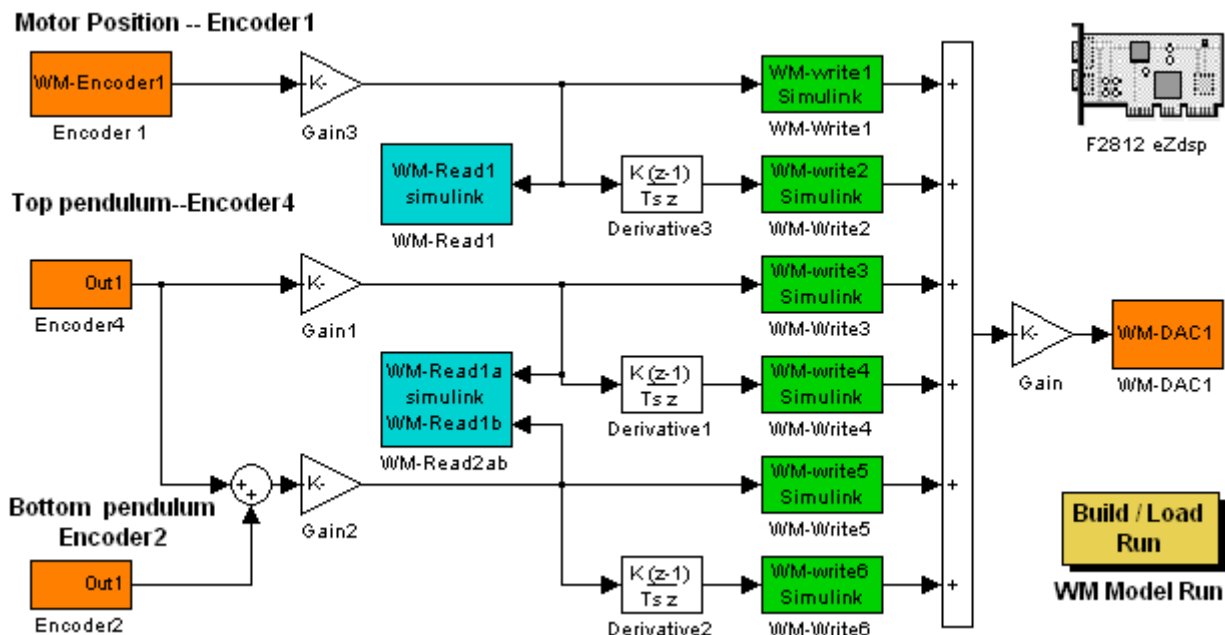 Motor Position -- Encoder1
WM-Encoder1
Encoder 1
K-
Gain3
WM-write1
Simulink
WM-Write1
+
F2812 eZdsp
WM-Read1
simulink
WM-Read1
K (z-1)
Ts z
Derivative3
WM-write2
Simulink
WM-Write2
+
Top pendulum--Encoder4
Out1
Encoder4
K-
Gain1
WM-write3
Simulink
WM-Write3
+
K-
Gain
WM-DAC1
WM-DAC1
WM-Read1a
simulink
WM-Read1b
WM-Read2ab
K (z-1)
Ts z
Derivative1
WM-write4
Simulink
WM-Write4
+
+
+
K-
Gain2
WM-write5
Simulink
WM-Write5
+
Bottom pendulum
Encoder2
Out1
Encoder2
K (z-1)
Ts z
Derivative2
WM-write6
Simulink
WM-Write6
+
Build / Load
Run
WM Model Run